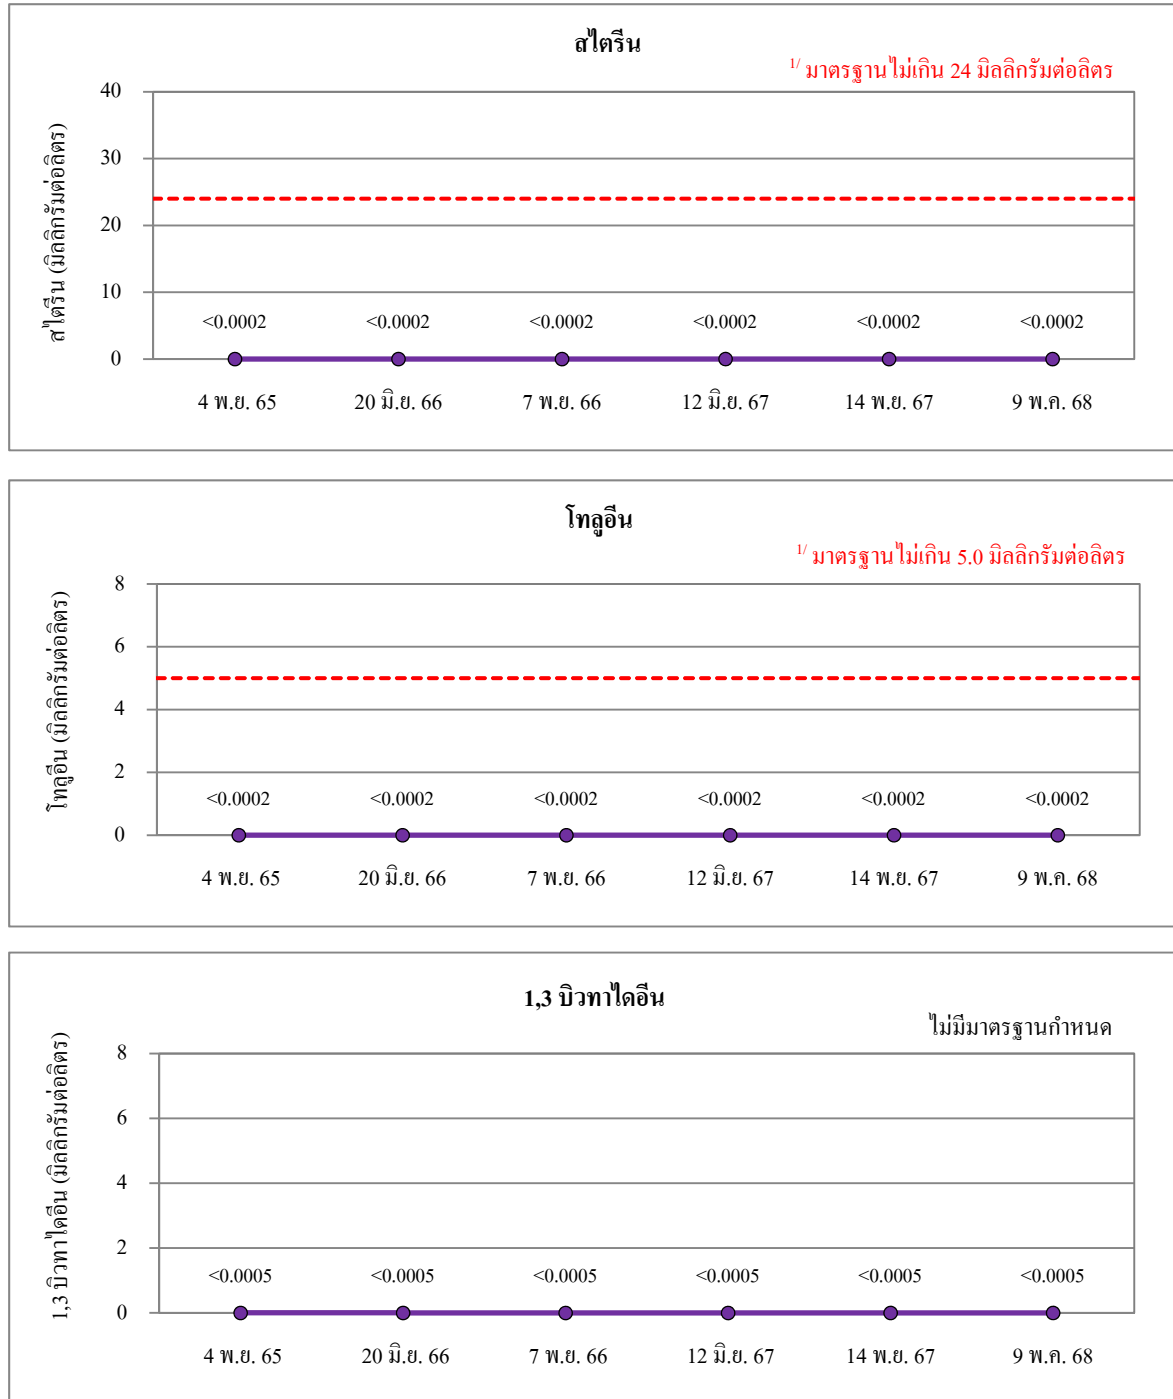 สไตรีน
1/ มาตรฐานไม่เกิน 24 มิลลิกรัมต่อลิตร
สไตรีน (มิลลิกรัมต่อลิตร)
40
30
20
10
0
<0.0002 <0.0002 <0.0002 <0.0002 <0.0002 <0.0002
4 พ.ย. 65 20 มิ.ย. 66 7 พ.ย. 66 12 มิ.ย. 67 14 พ.ย. 67 9 พ.ค. 68
โทลูอีน
1/ มาตรฐานไม่เกิน 5.0 มิลลิกรัมต่อลิตร
โทลูอีน (มิลลิกรัมต่อลิตร)
8
6
4
2
0
<0.0002 <0.0002 <0.0002 <0.0002 <0.0002 <0.0002
4 พ.ย. 65 20 มิ.ย. 66 7 พ.ย. 66 12 มิ.ย. 67 14 พ.ย. 67 9 พ.ค. 68
1,3 บิวทาไดอีน
ไม่มีมาตรฐานกำหนด
1,3 บิวทาไดอีน (มิลลิกรัมต่อลิตร)
8
6
4
2
0
<0.0005 <0.0005 <0.0005 <0.0005 <0.0005 <0.0005
4 พ.ย. 65 20 มิ.ย. 66 7 พ.ย. 66 12 มิ.ย. 67 14 พ.ย. 67 9 พ.ค. 68